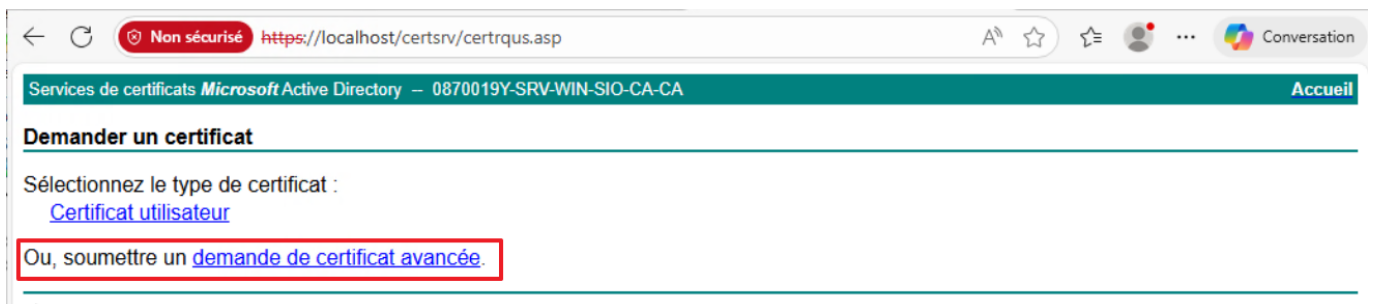 Non sécurisé https://localhost/certsrv/certrqus.asp Conversation
Services de certificats Microsoft Active Directory -- 0870019Y-SRV-WIN-SIO-CA-CA Accueil
Demander un certificat
Sélectionnez le type de certificat :
Certificat utilisateur
Ou, soumettre un demande de certificat avancée.